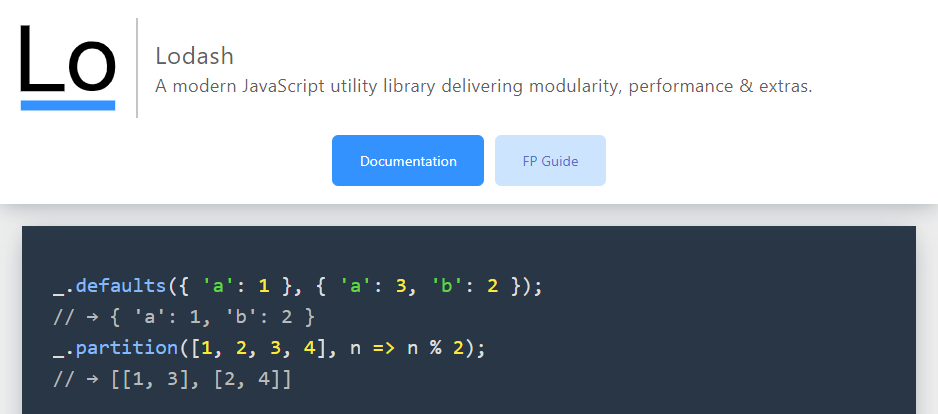 Lo
Lodash
A modern JavaScript utility library delivering modularity, performance & extras.
Documentation
FP Guide
_.defaults({ 'a': 1 }, { 'a': 3, 'b': 2 });
// → { 'a': 1, 'b': 2 }
_.partition([1, 2, 3, 4], n => n % 2);
// → [[1, 3], [2, 4]]